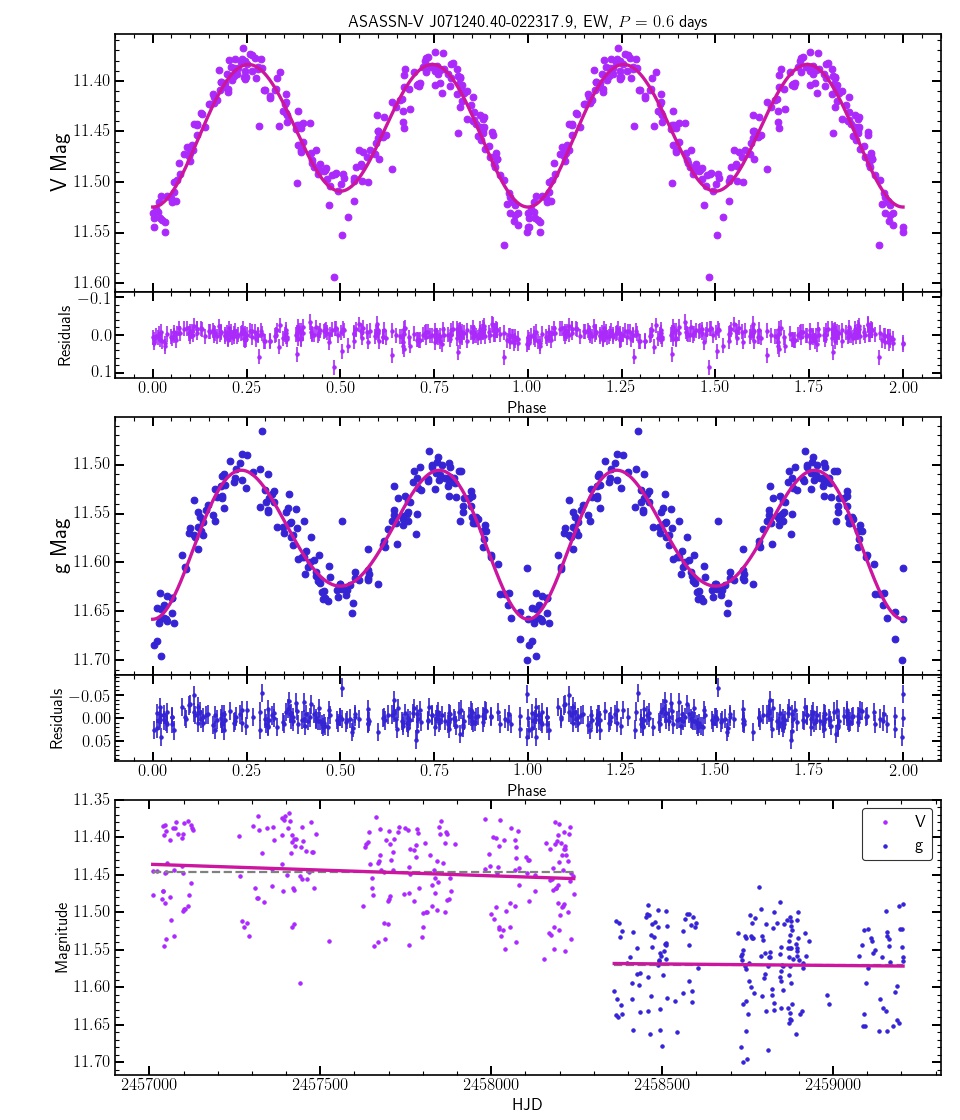 ASASSN-V J071240.40-022317.9, EW, P = 0.6 days
V Mag
11.40
11.45
11.50
11.55
11.60
Residuals
−0.1
0.0
0.1
0.00 0.25 0.50 0.75 1.00 1.25 1.50 1.75 2.00
Phase
g Mag
11.50
11.55
11.60
11.65
11.70
Residuals
−0.05
0.00
0.05
0.00 0.25 0.50 0.75 1.00 1.25 1.50 1.75 2.00
Phase
Magnitude
11.35
11.40
11.45
11.50
11.55
11.60
11.65
11.70
V
g
2457000 2457500 2458000 2458500 2459000
HJD